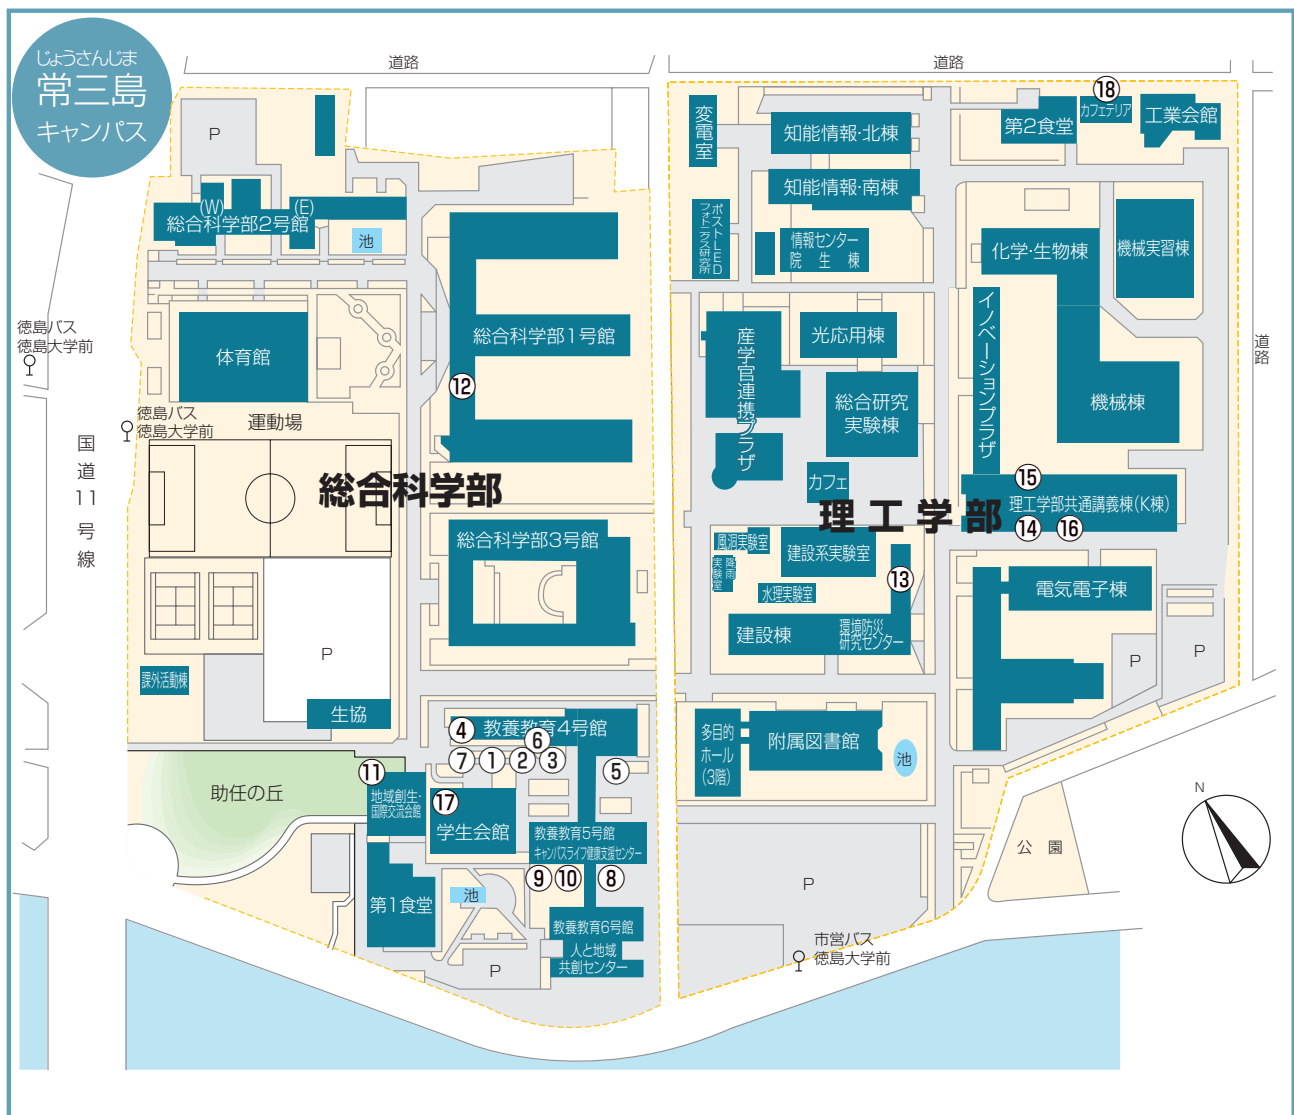 じょうさんじま
常三島
キャンパス
道路
道路
P
変電室
知能情報・北棟
第2食堂
⑱
カフェテリア
工業会館
知能情報・南棟
(W)
(E)
総合科学部2号館
池
ポストLED
フォトニクス研究所
情報センター
院生棟
化学・生物棟
機械実習棟
徳島バス
徳島大学前
体育館
総合科学部1号館
⑫
産学官連携プラザ
光応用棟
イノベーションプラザ
道路
徳島バス
徳島大学前
運動場
総合研究
実験棟
機械棟
国道11号線
総合科学部
カフェ
理工学部
⑮
理工学部共通講義棟(K棟)
⑭
⑯
総合科学部3号館
風洞実験室
降雨
実験室
建設系実験室
水理実験室
⑬
電気電子棟
建設棟
環境防災
研究センター
P
P
P
課外活動棟
生協
④
教養教育4号館
⑥
⑦
①
②
③
⑤
多目的
ホール
(3階)
附属図書館
池
助任の丘
⑪
地域創生・
国際交流会館
⑰
学生会館
教養教育5号館
キャンパスライフ健康支援センター
⑨
⑩
⑧
N
公園
P
第1食堂
池
教養教育6号館
人と地域
共創センター
P
市営バス
徳島大学前